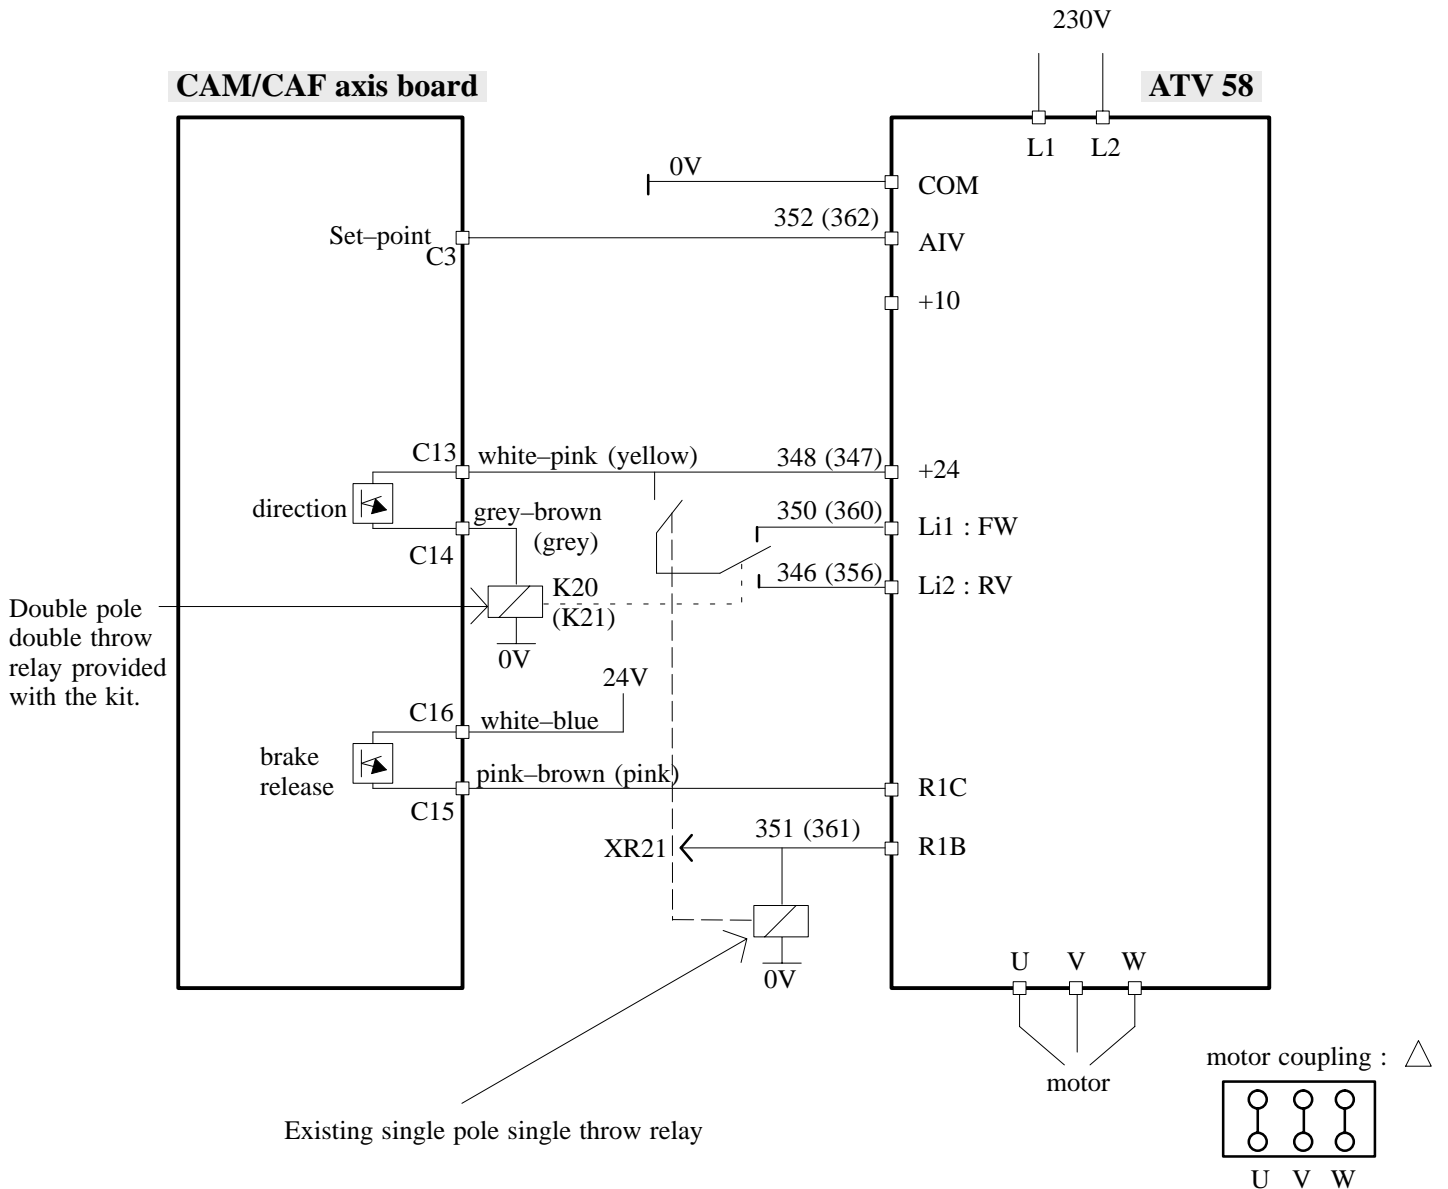 230V
CAM/CAF axis board
ATV 58
L1 L2
0V
COM
352 (362)
Set–point
C3
AIV
+10
C13
white–pink (yellow)
348 (347)
+24
direction
grey–brown
(grey)
C14
350 (360)
Li1 : FW
346 (356)
Li2 : RV
K20
(K21)
Double pole
double throw
relay provided
with the kit.
0V
24V
C16
white–blue
brake
release
pink–brown (pink)
C15
R1C
351 (361)
XR21
R1B
0V
U V W
motor
motor coupling :
Existing single pole single throw relay
U V W